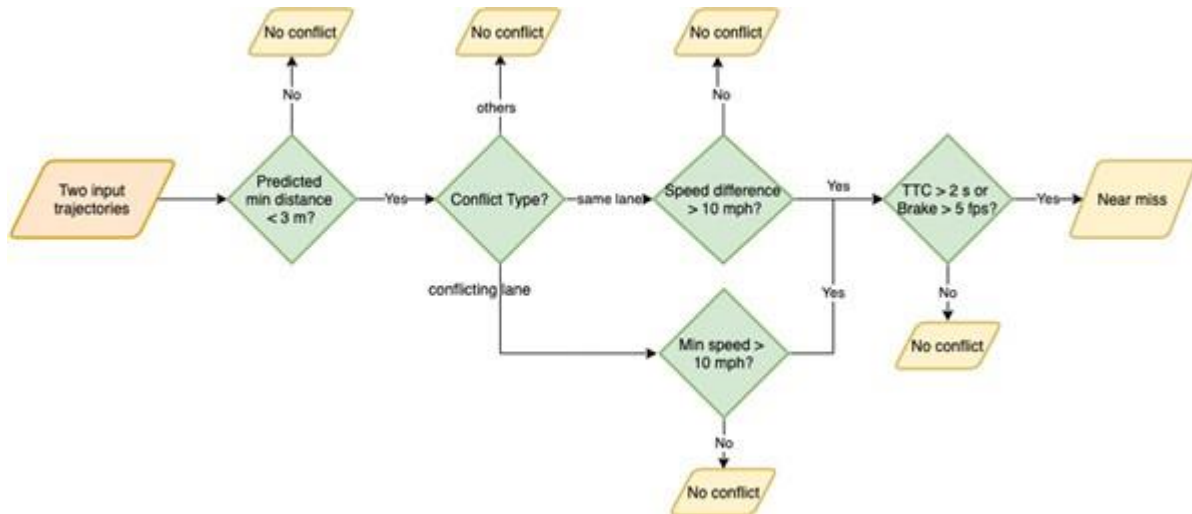 No conflict
No conflict
No conflict
No
others
No
Two input
trajectories
Predicted
min distance
< 3 m?
Yes
Conflict Type?
same lane
Speed difference
> 10 mph?
Yes
TTC > 2 s or
Brake > 5 fps?
Yes
Near miss
conflicting lane
Yes
No
Min speed >
10 mph?
No conflict
No
No conflict